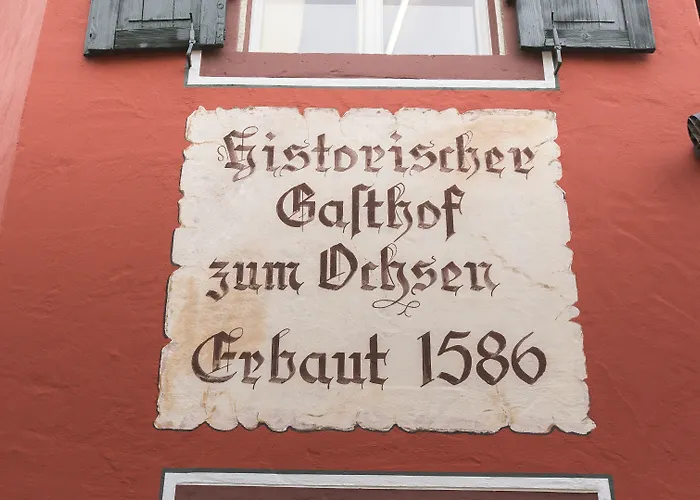 Historischer
Gaſthof
zum Ochsen
Erbaut 1586